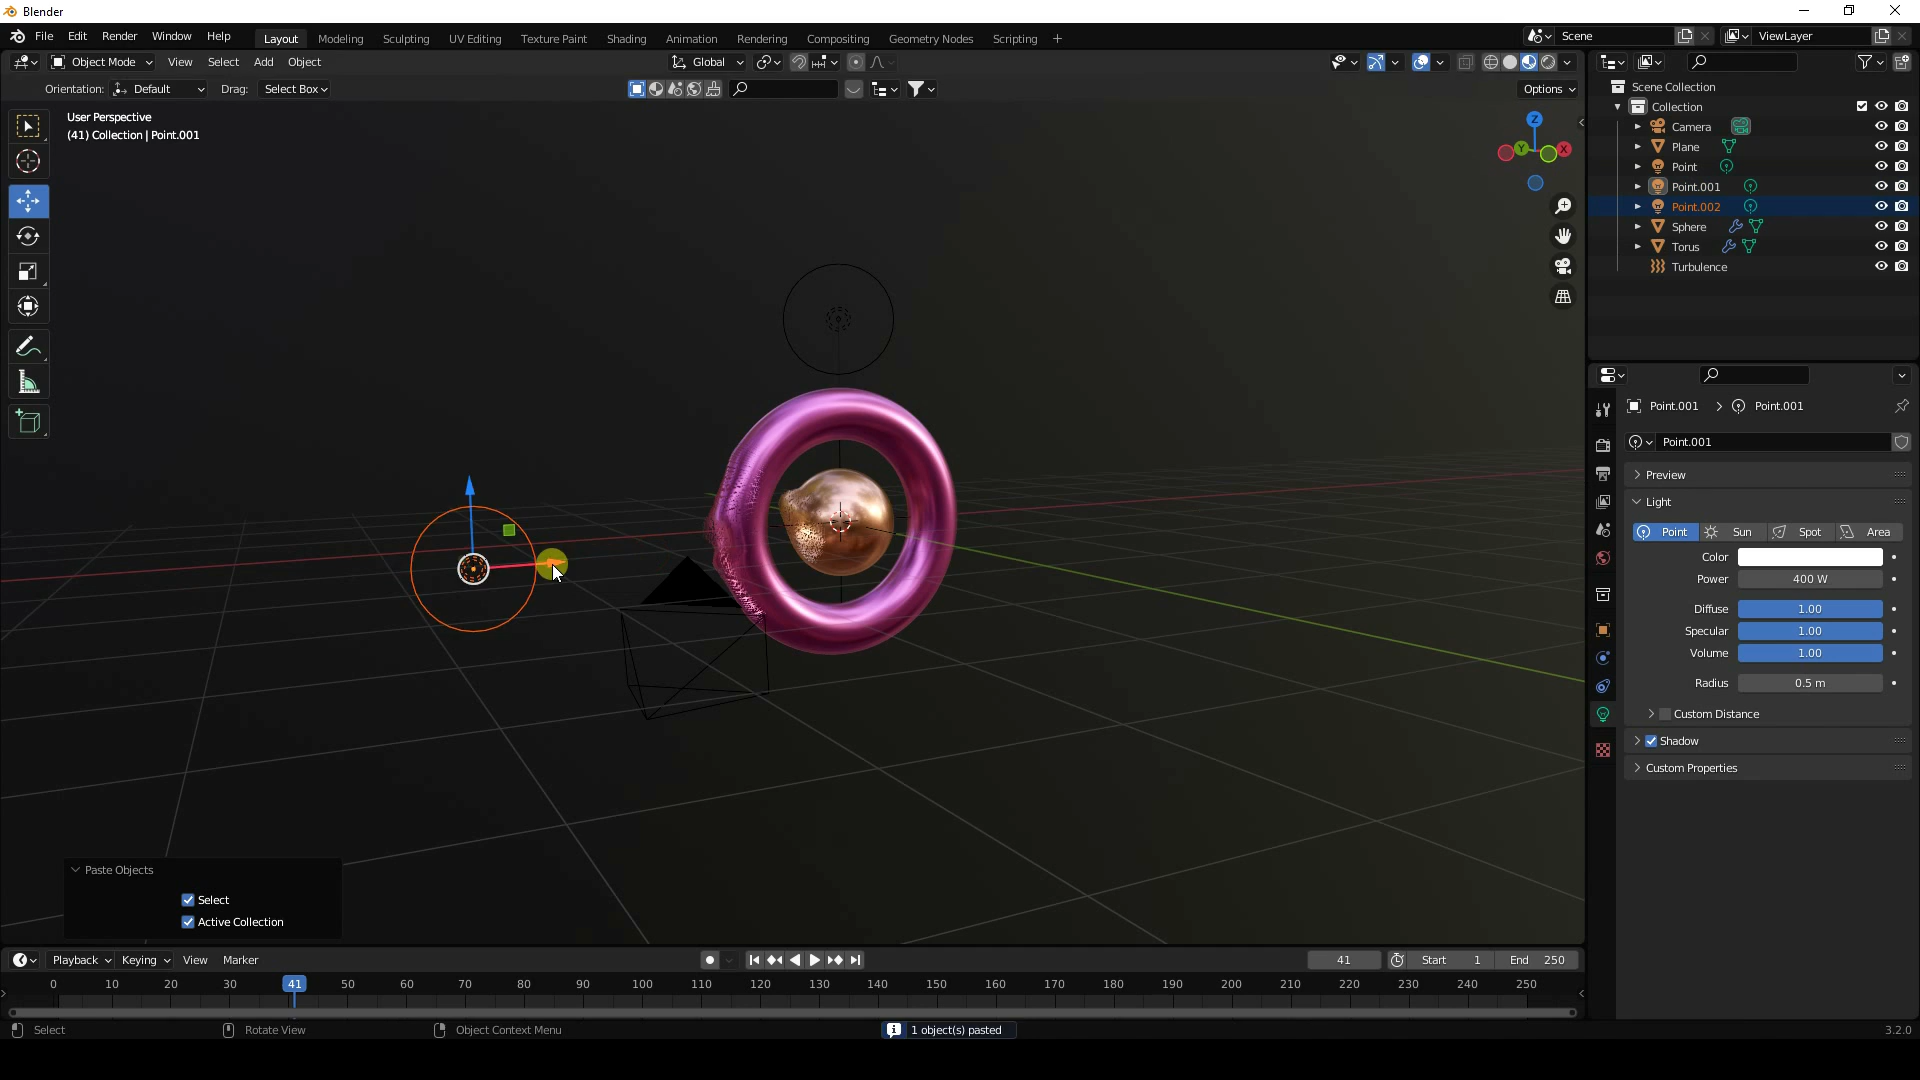 Blender
File Edit Render Window Help Layout Modeling Sculpting UV Editing Texture Paint Shading Animation Rendering Compositing Geometry Nodes Scripting + Scene ViewLayer
Object Mode View Select Add Object Global
Orientation: Default Drag: Select Box Options
User Perspective
(41) Collection | Point.001
Z
Y
X
Scene Collection
Collection
Camera
Plane
Point
Point.001
Point.002
Sphere
Torus
Turbulence
Point.001 > Point.001
Point.001
Preview
Light
Point Sun Spot Area
Color
Power 400 W
Diffuse 1.00
Specular 1.00
Volume 1.00
Radius 0.5 m
Custom Distance
Shadow
Custom Properties
Paste Objects
Select
Active Collection
Playback Keying View Marker 41 Start 1 End 250
0 10 20 30 41 50 60 70 80 90 100 110 120 130 140 150 160 170 180 190 200 210 220 230 240 250
Select Rotate View Object Context Menu 1 object(s) pasted 3.2.0